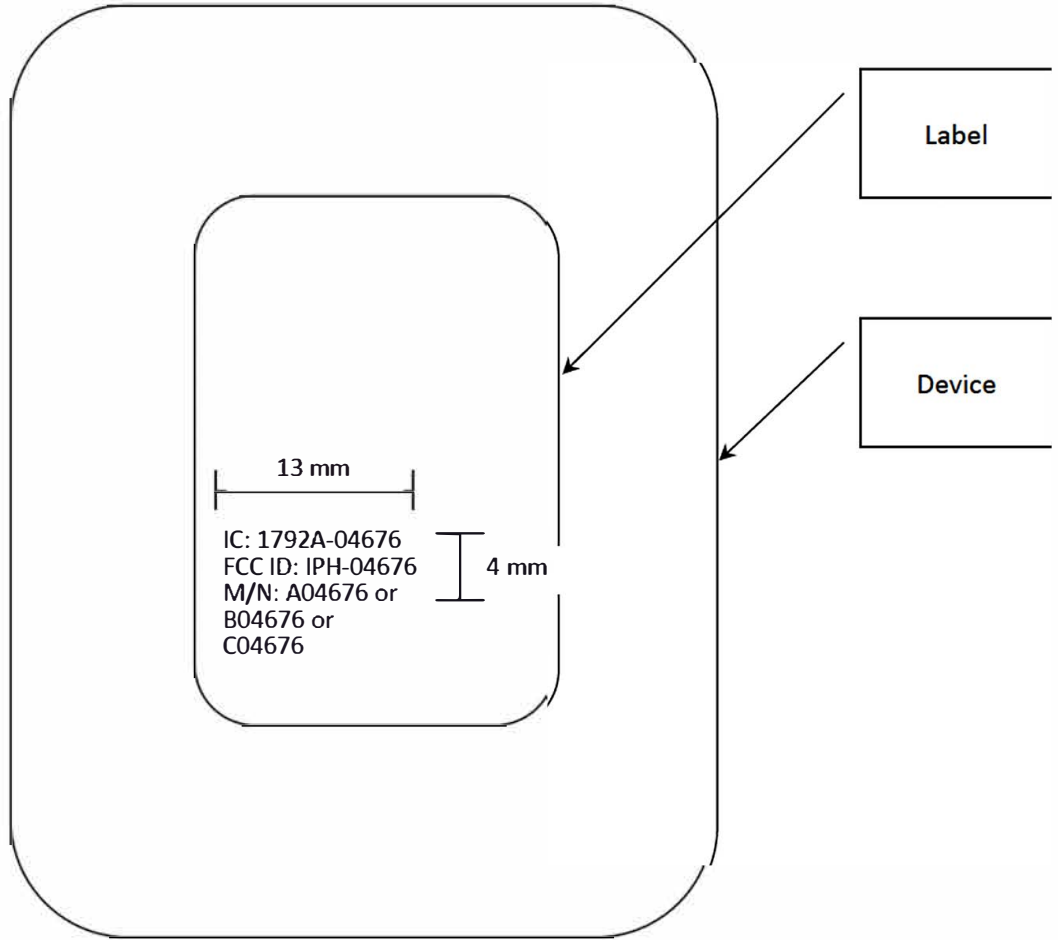 Label
Device
13 mm
IC: 1792A-04676
FCC ID: IPH-04676
4 mm
M/N: A04676 or
B04676 or
C04676